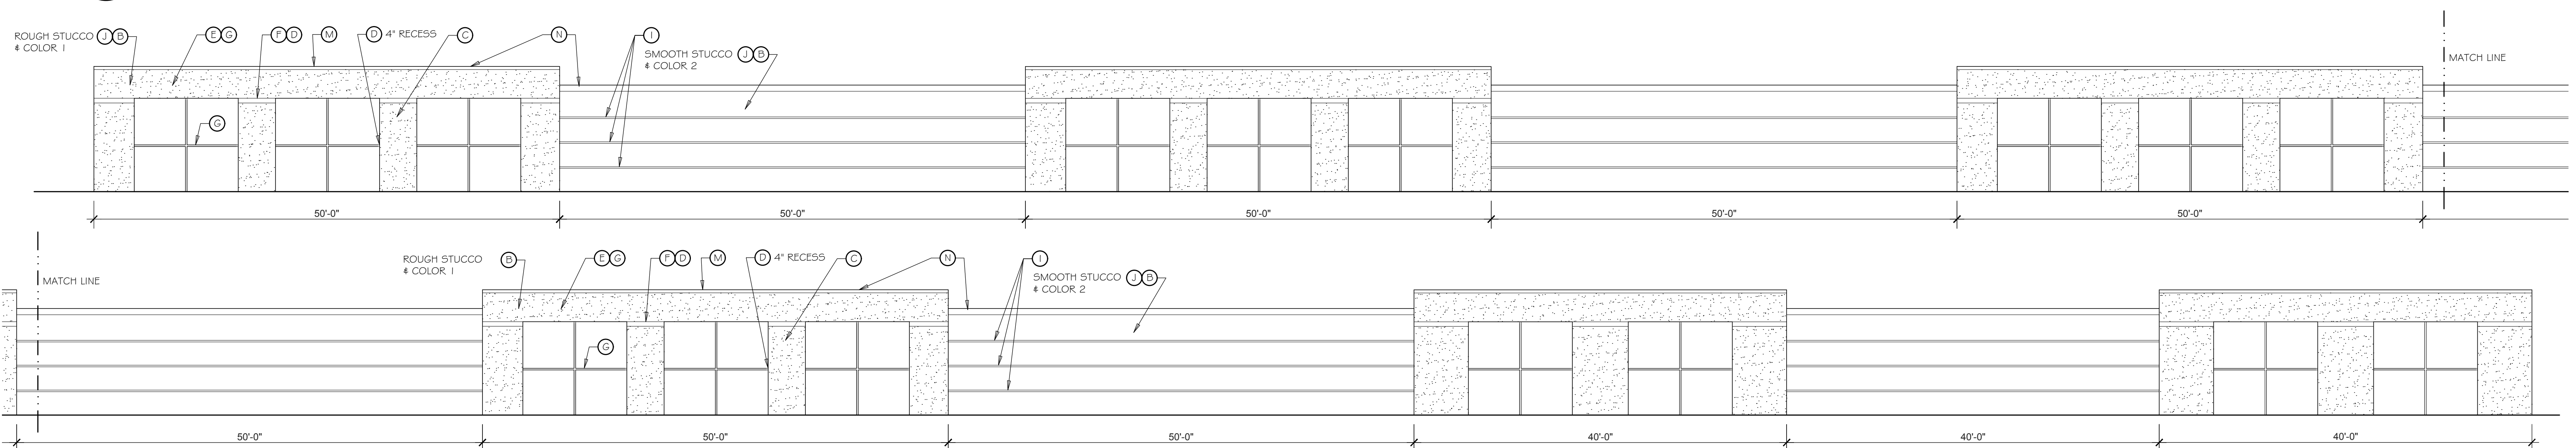 ROUGH STUCCO J B
& COLOR 1
E G
F D
M
D 4" RECESS
C
N
I
SMOOTH STUCCO J B
& COLOR 2
MATCH LINE
G
50'-0"
50'-0"
50'-0"
50'-0"
50'-0"
MATCH LINE
ROUGH STUCCO B
& COLOR 1
E G
F D
M
D 4" RECESS
C
N
I
SMOOTH STUCCO J B
& COLOR 2
G
50'-0"
50'-0"
50'-0"
40'-0"
40'-0"
40'-0"